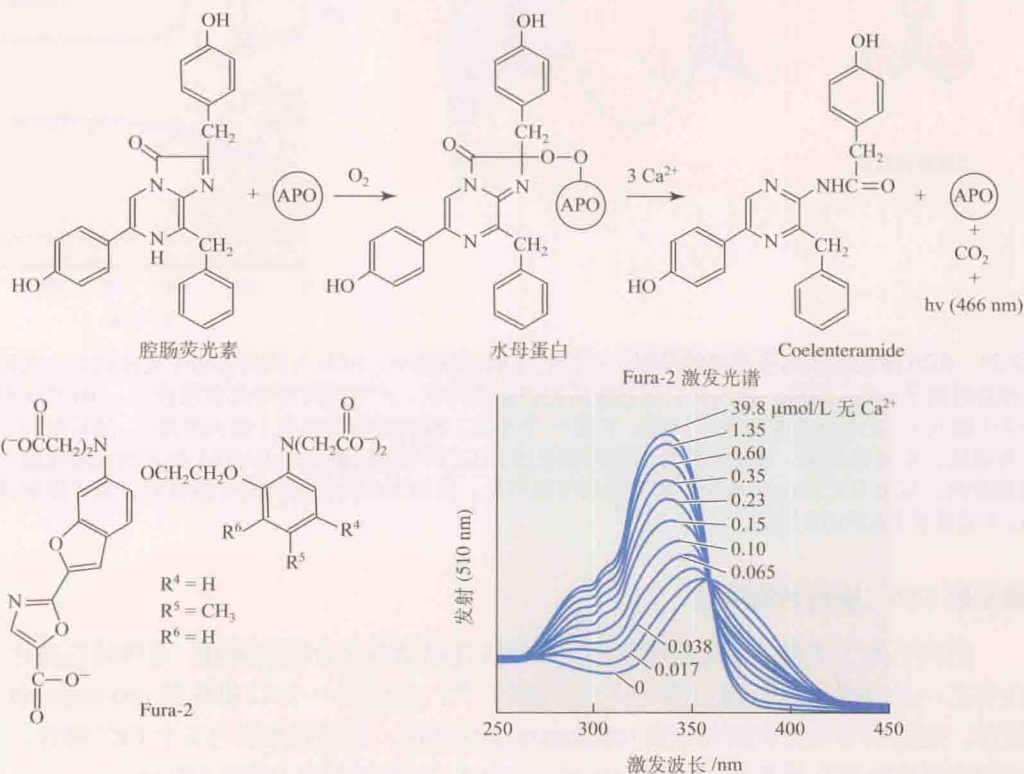 OH
CH₂
O
N
N
N
H
CH₂
HO
腔肠荧光素
+
APO
O₂
OH
CH₂
O
N
N
N
O
O
APO
CH₂
HO
水母蛋白
3 Ca²⁺
OH
CH₂
NHC=O
N
N
CH₂
HO
Coelenteramide
+
APO
+
CO₂
+
hν (466 nm)
(⁻OCCH₂)₂N
O
N(CH₂CO⁻)₂
O
OCH₂CH₂O
R⁶
R⁴
R⁵
O
N
O
C—O⁻
O
R⁴ = H
R⁵ = CH₃
R⁶ = H
Fura-2
Fura-2 激发光谱
39.8 μmol/L 无 Ca²⁺
1.35
0.60
0.35
0.23
0.15
0.10
0.065
0.038
0.017
0
发射 (510 nm)
250 300 350 400 450
激发波长 /nm